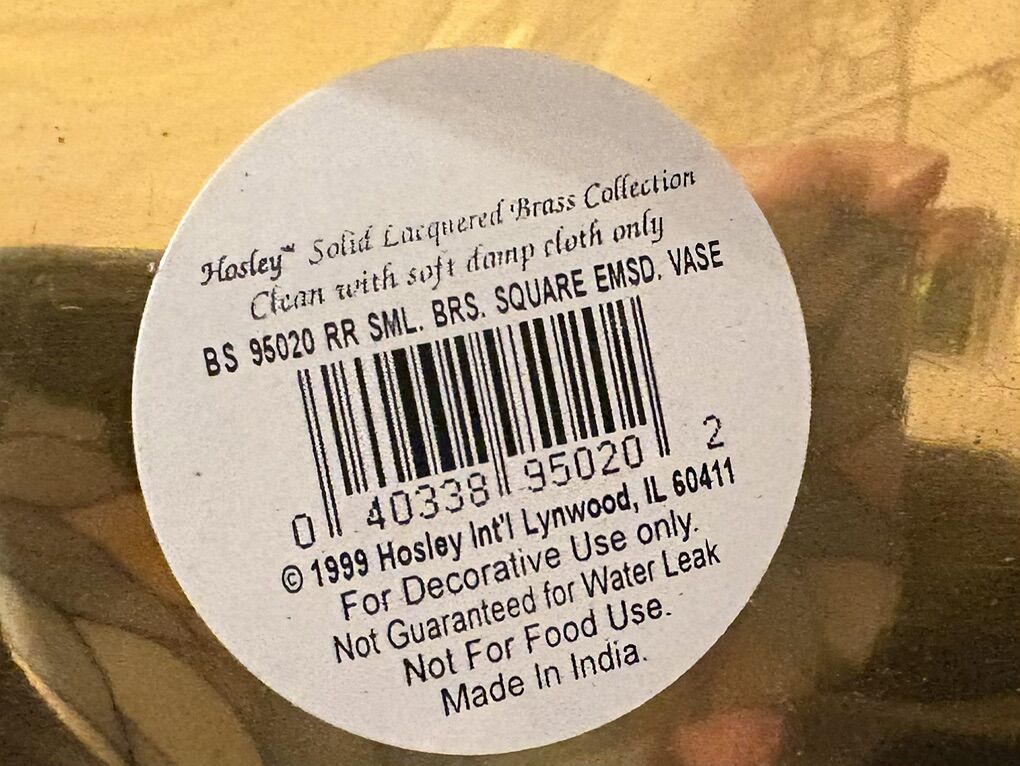 Hosley™ Solid Lacquered Brass Collection
Clean with soft damp cloth only
BS 95020 RR SML. BRS. SQUARE EMSD. VASE
0 40338 95020 2
© 1999 Hosley Int'l Lynwood, IL 60411
For Decorative Use only.
Not Guaranteed for Water Leak
Not For Food Use.
Made In India.